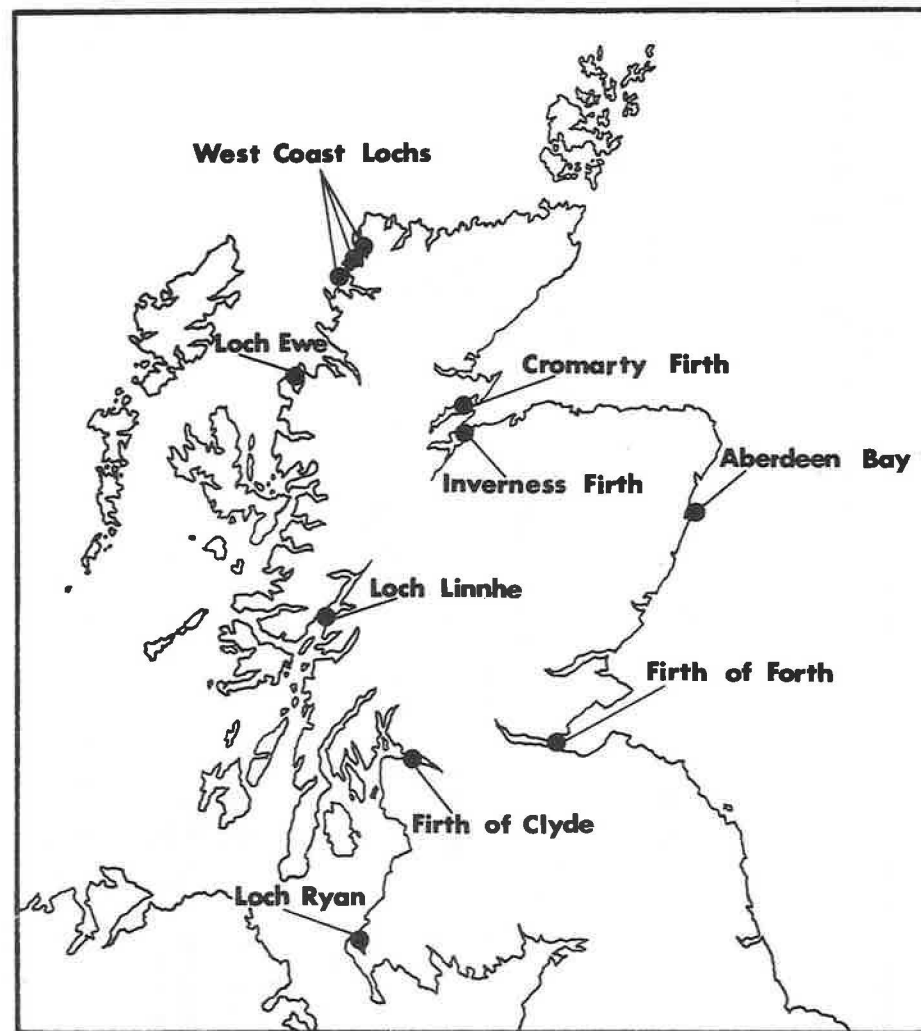 West Coast Lochs
Loch Ewe
Cromarty Firth
Inverness Firth
Aberdeen Bay
Loch Linnhe
Firth of Forth
Firth of Clyde
Loch Ryan